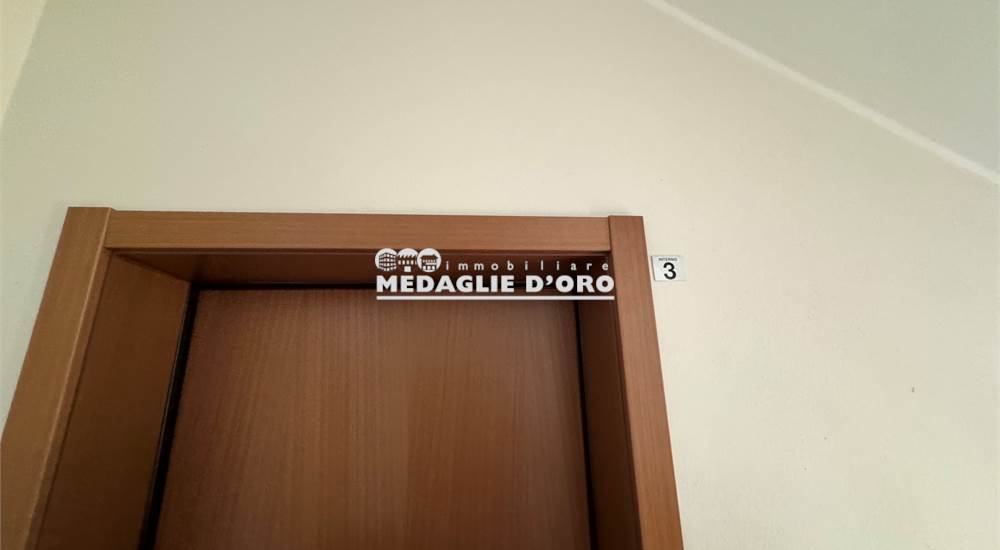 immobiliare
MEDAGLIE D'ORO
INTERNO
3